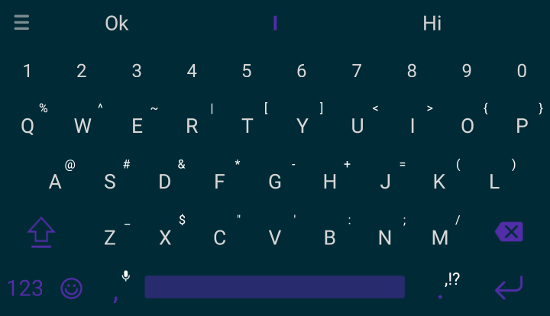 Ok I Hi
1 2 3 4 5 6 7 8 9 0
% ^ ~ | [ ] < > { }
Q W E R T Y U I O P
@ # & * - + = ( )
A S D F G H J K L
_ $ " ' : ; /
Z X C V B N M
123 , . ,!?